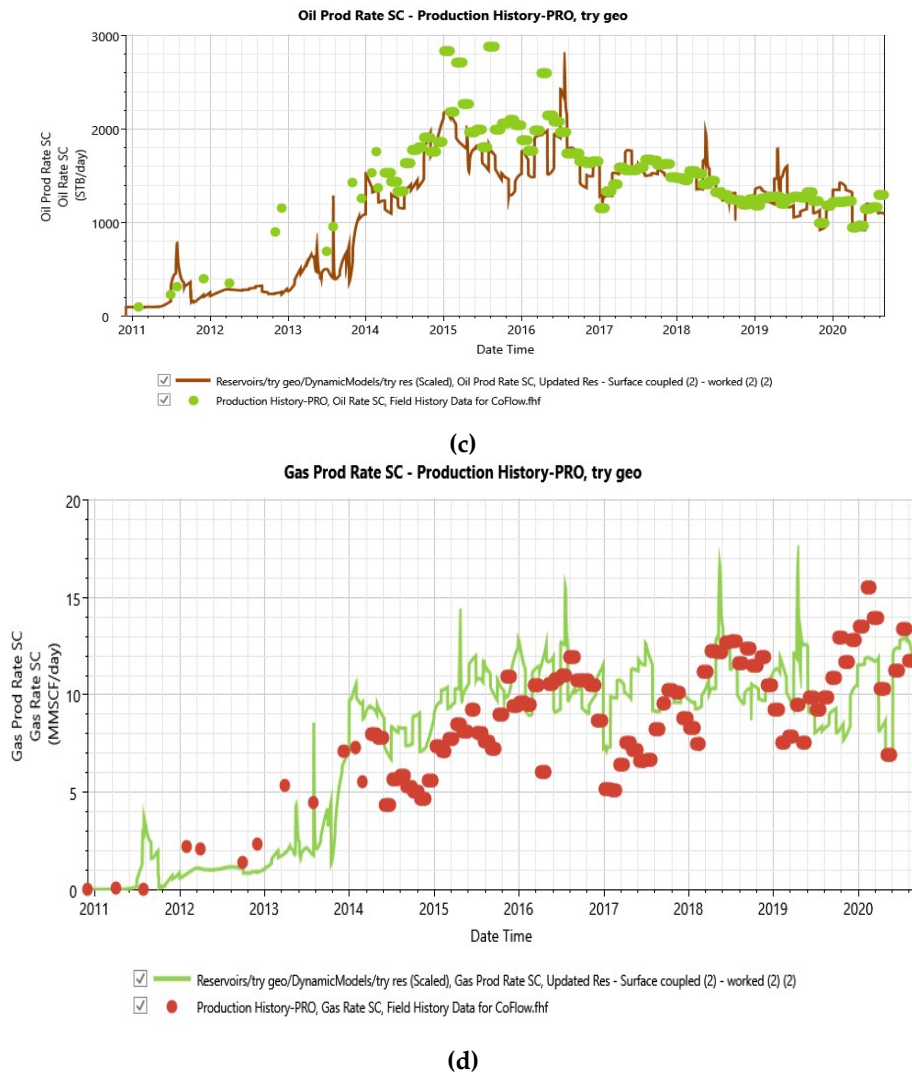 Oil Prod Rate SC - Production History-PRO, try geo
3000
2000
1000
0
Oil Prod Rate SC
Oil Rate SC
(STB/day)
2011 2012 2013 2014 2015 2016 2017 2018 2019 2020
Date Time
Reservoirs/try geo/DynamicModels/try res (Scaled), Oil Prod Rate SC, Updated Res - Surface coupled (2) - worked (2) (2)
Production History-PRO, Oil Rate SC, Field History Data for CoFlow.fhf
(c)
Gas Prod Rate SC - Production History-PRO, try geo
20
15
10
5
0
Gas Prod Rate SC
Gas Rate SC
(MMSCF/day)
2011 2012 2013 2014 2015 2016 2017 2018 2019 2020
Date Time
Reservoirs/try geo/DynamicModels/try res (Scaled), Gas Prod Rate SC, Updated Res - Surface coupled (2) - worked (2) (2)
Production History-PRO, Gas Rate SC, Field History Data for CoFlow.fhf
(d)